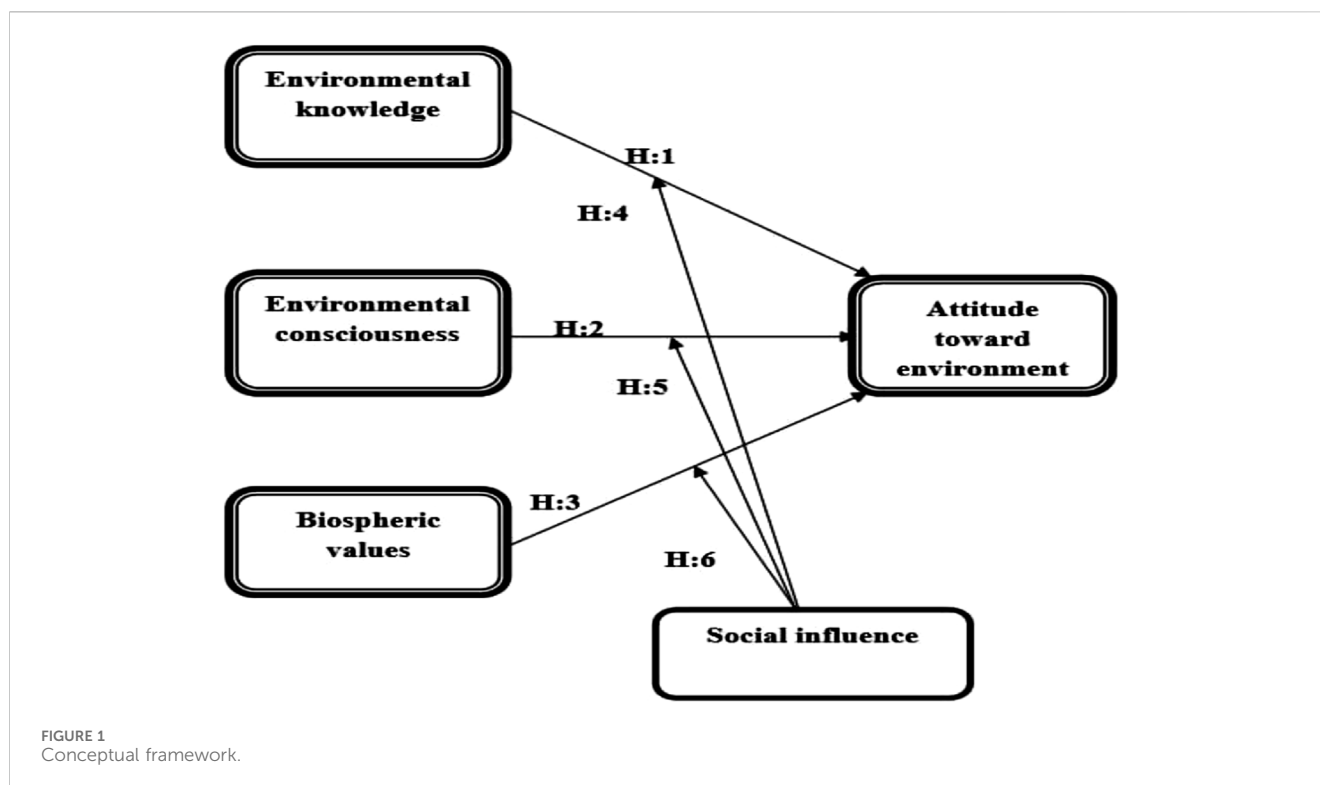 Environmental
knowledge
H:1
H:4
Environmental
consciousness
H:2
Attitude
toward
environment
H:5
Biospheric
values
H:3
H:6
Social influence
FIGURE 1
Conceptual framework.